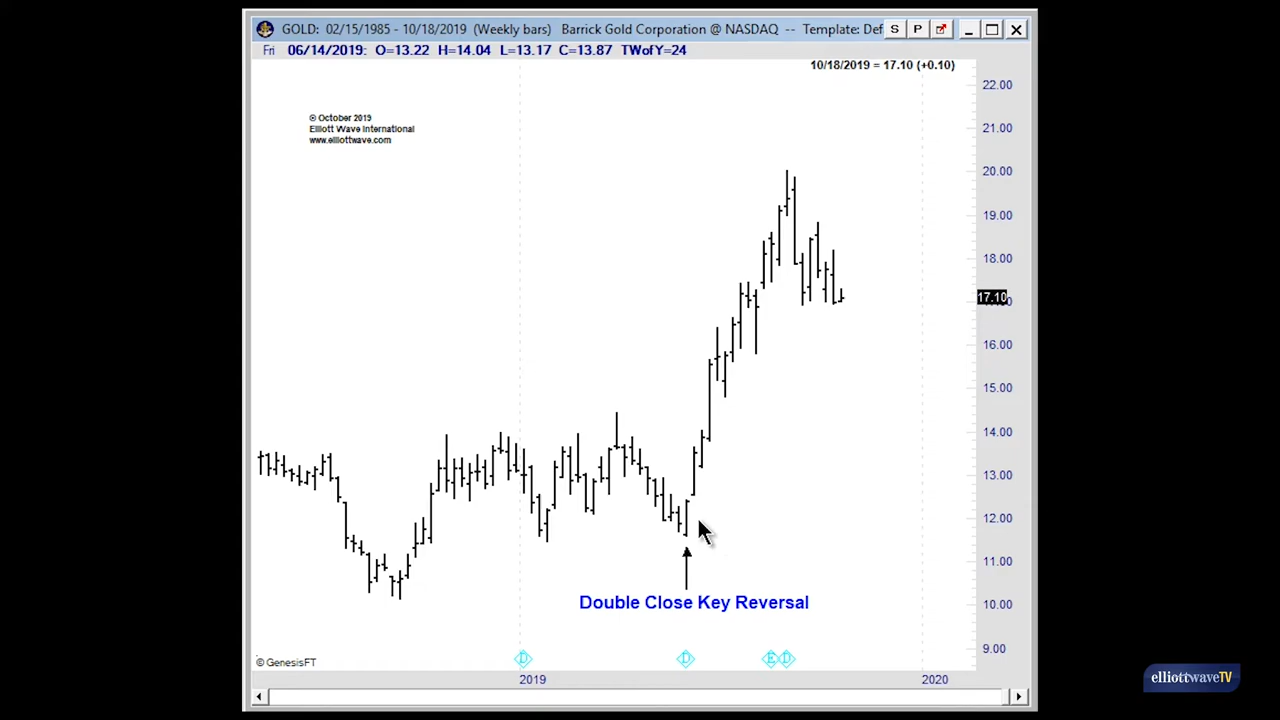 GOLD: 02/15/1985 - 10/18/2019 (Weekly bars) Barrick Gold Corporation @ NASDAQ -- Template: Def S P
Fri 06/14/2019: O=13.22 H=14.04 L=13.17 C=13.87 TWofY=24
10/18/2019 = 17.10 (+0.10)
22.00
© October 2019
Elliott Wave International
www.elliottwave.com
21.00
20.00
19.00
18.00
17.10
16.00
15.00
14.00
13.00
12.00
11.00
Double Close Key Reversal
10.00
9.00
D D E D
© GenesisFT
2019 2020
elliottwaveTV